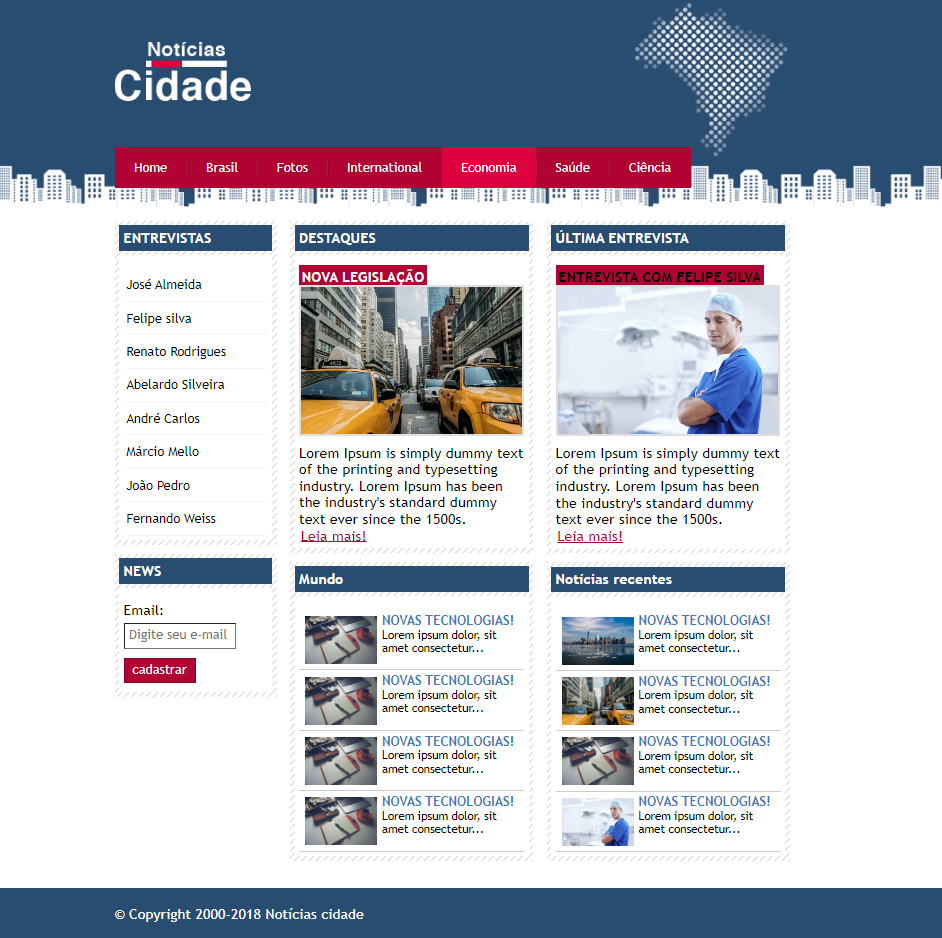 Notícias
Cidade
Home Brasil Fotos International Economia Saúde Ciência
ENTREVISTAS
José Almeida
Felipe silva
Renato Rodrigues
Abelardo Silveira
André Carlos
Márcio Mello
João Pedro
Fernando Weiss
NEWS
Email:
Digite seu e-mail
cadastrar
DESTAQUES
NOVA LEGISLAÇÃO
Lorem Ipsum is simply dummy text
of the printing and typesetting
industry. Lorem Ipsum has been
the industry's standard dummy
text ever since the 1500s.
Leia mais!
ÚLTIMA ENTREVISTA
ENTREVISTA COM FELIPE SILVA
Lorem Ipsum is simply dummy text
of the printing and typesetting
industry. Lorem Ipsum has been
the industry's standard dummy
text ever since the 1500s.
Leia mais!
Mundo
NOVAS TECNOLOGIAS!
Lorem ipsum dolor, sit
amet consectetur...
NOVAS TECNOLOGIAS!
Lorem ipsum dolor, sit
amet consectetur...
NOVAS TECNOLOGIAS!
Lorem ipsum dolor, sit
amet consectetur...
NOVAS TECNOLOGIAS!
Lorem ipsum dolor, sit
amet consectetur...
Notícias recentes
NOVAS TECNOLOGIAS!
Lorem ipsum dolor, sit
amet consectetur...
NOVAS TECNOLOGIAS!
Lorem ipsum dolor, sit
amet consectetur...
NOVAS TECNOLOGIAS!
Lorem ipsum dolor, sit
amet consectetur...
NOVAS TECNOLOGIAS!
Lorem ipsum dolor, sit
amet consectetur...
© Copyright 2000-2018 Notícias cidade